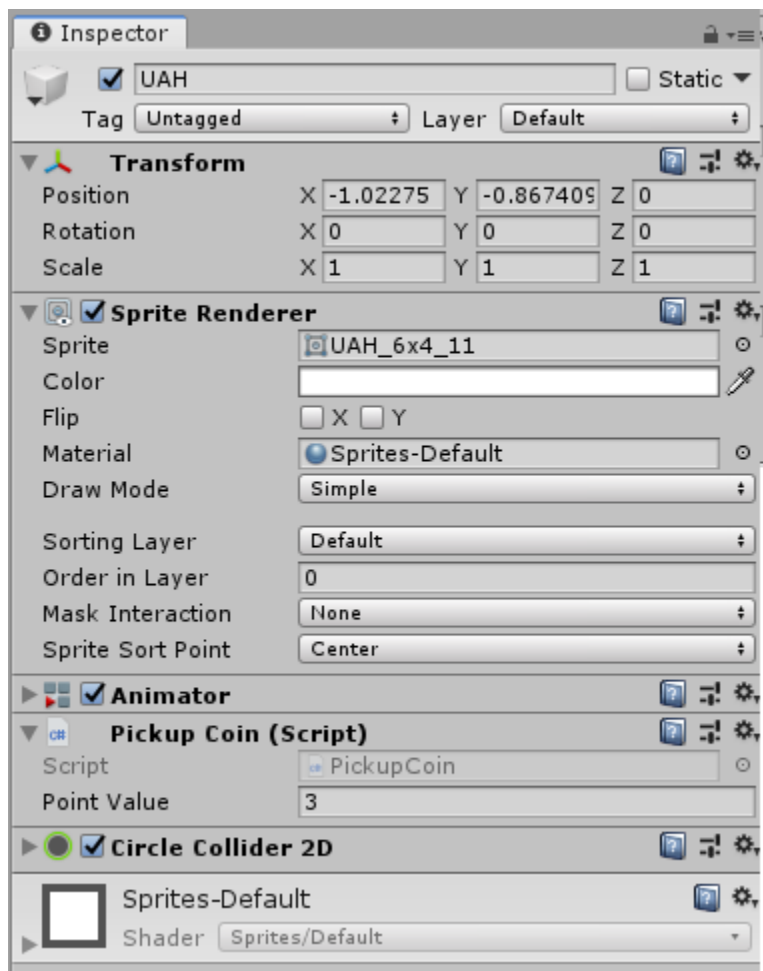 Inspector
UAH Static
Tag Untagged Layer Default
Transform
Position X -1.02275 Y -0.867409 Z 0
Rotation X 0 Y 0 Z 0
Scale X 1 Y 1 Z 1
Sprite Renderer
Sprite UAH_6x4_11
Color
Flip X Y
Material Sprites-Default
Draw Mode Simple
Sorting Layer Default
Order in Layer 0
Mask Interaction None
Sprite Sort Point Center
Animator
C# Pickup Coin (Script)
Script PickupCoin
Point Value 3
Circle Collider 2D
Sprites-Default
Shader Sprites/Default